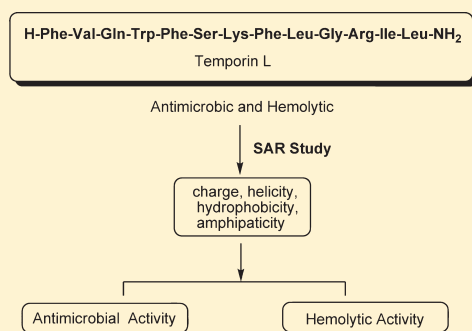 H-Phe-Val-Gln-Trp-Phe-Ser-Lys-Phe-Leu-Gly-Arg-Ile-Leu-NH2
Temporin L
Antimicrobic and Hemolytic
SAR Study
charge, helicity,
hydrophobicity,
amphipaticity
Antimicrobial Activity
Hemolytic Activity